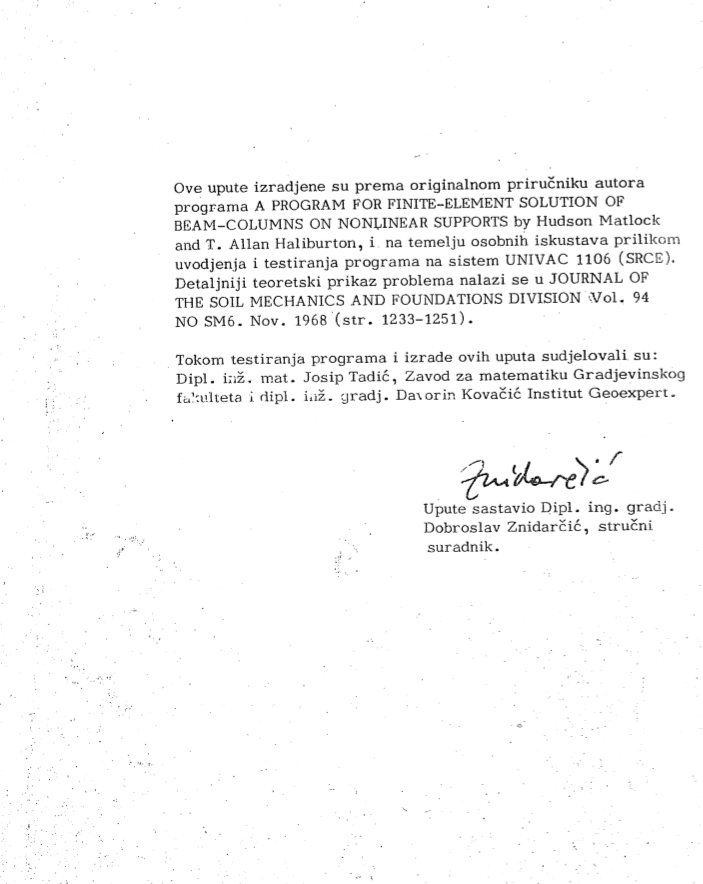 Ove upute izradjene su prema originalnom priručniku autora
programa A PROGRAM FOR FINITE-ELEMENT SOLUTION OF
BEAM-COLUMNS ON NONLINEAR SUPPORTS by Hudson Matlock
and T. Allan Haliburton, i na temelju osobnih iskustava prilikom
uvodjenja i testiranja programa na sistem UNIVAC 1106 (SRCE).
Detaljniji teoretski prikaz problema nalazi se u JOURNAL OF
THE SOIL MECHANICS AND FOUNDATIONS DIVISION Vol. 94
NO SM6. Nov. 1968 (str. 1233-1251).
Tokom testiranja programa i izrade ovih uputa sudjelovali su:
Dipl. inž. mat. Josip Tadić, Zavod za matematiku Gradjevinskog
fakulteta i dipl. inž. gradj. Davorin Kovačić Institut Geoexpert.
Znidarčić
Upute sastavio Dipl. ing. gradj.
Dobroslav Znidarčić, stručni
suradnik.